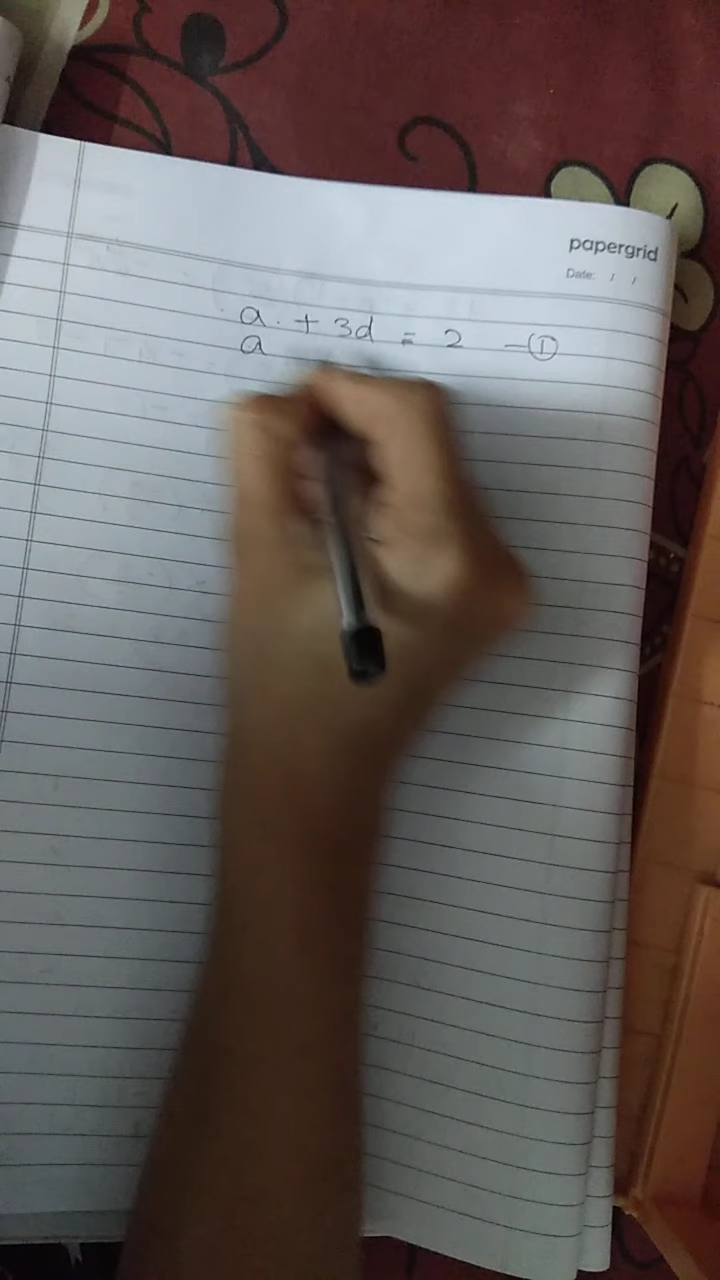 papergrid
Date: / /
a + 3d = 2 - ①
a